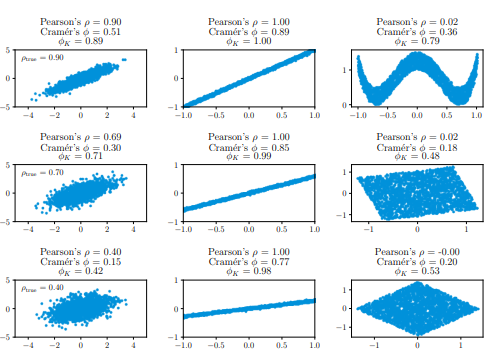 Pearson's ρ = 0.90
Cramér's ϕ = 0.51
ϕK = 0.89
Pearson's ρ = 1.00
Cramér's ϕ = 0.89
ϕK = 1.00
Pearson's ρ = 0.02
Cramér's ϕ = 0.36
ϕK = 0.79
5
ρtrue = 0.90
0
−5
−4
−2
0
2
4
1
0
−1
−1.0
−0.5
0.0
0.5
1.0
1
0
−1.0
−0.5
0.0
0.5
1.0
Pearson's ρ = 0.69
Cramér's ϕ = 0.30
ϕK = 0.71
Pearson's ρ = 1.00
Cramér's ϕ = 0.85
ϕK = 0.99
Pearson's ρ = 0.02
Cramér's ϕ = 0.18
ϕK = 0.48
5
ρtrue = 0.70
0
−5
−4
−2
0
2
4
1
0
−1
−1.0
−0.5
0.0
0.5
1.0
1
0
−1
−1
0
1
Pearson's ρ = 0.40
Cramér's ϕ = 0.15
ϕK = 0.42
Pearson's ρ = 1.00
Cramér's ϕ = 0.77
ϕK = 0.98
Pearson's ρ = -0.00
Cramér's ϕ = 0.20
ϕK = 0.53
5
ρtrue = 0.40
0
−5
−4
−2
0
2
4
1
0
−1
−1.0
−0.5
0.0
0.5
1.0
1
0
−1
−1
0
1